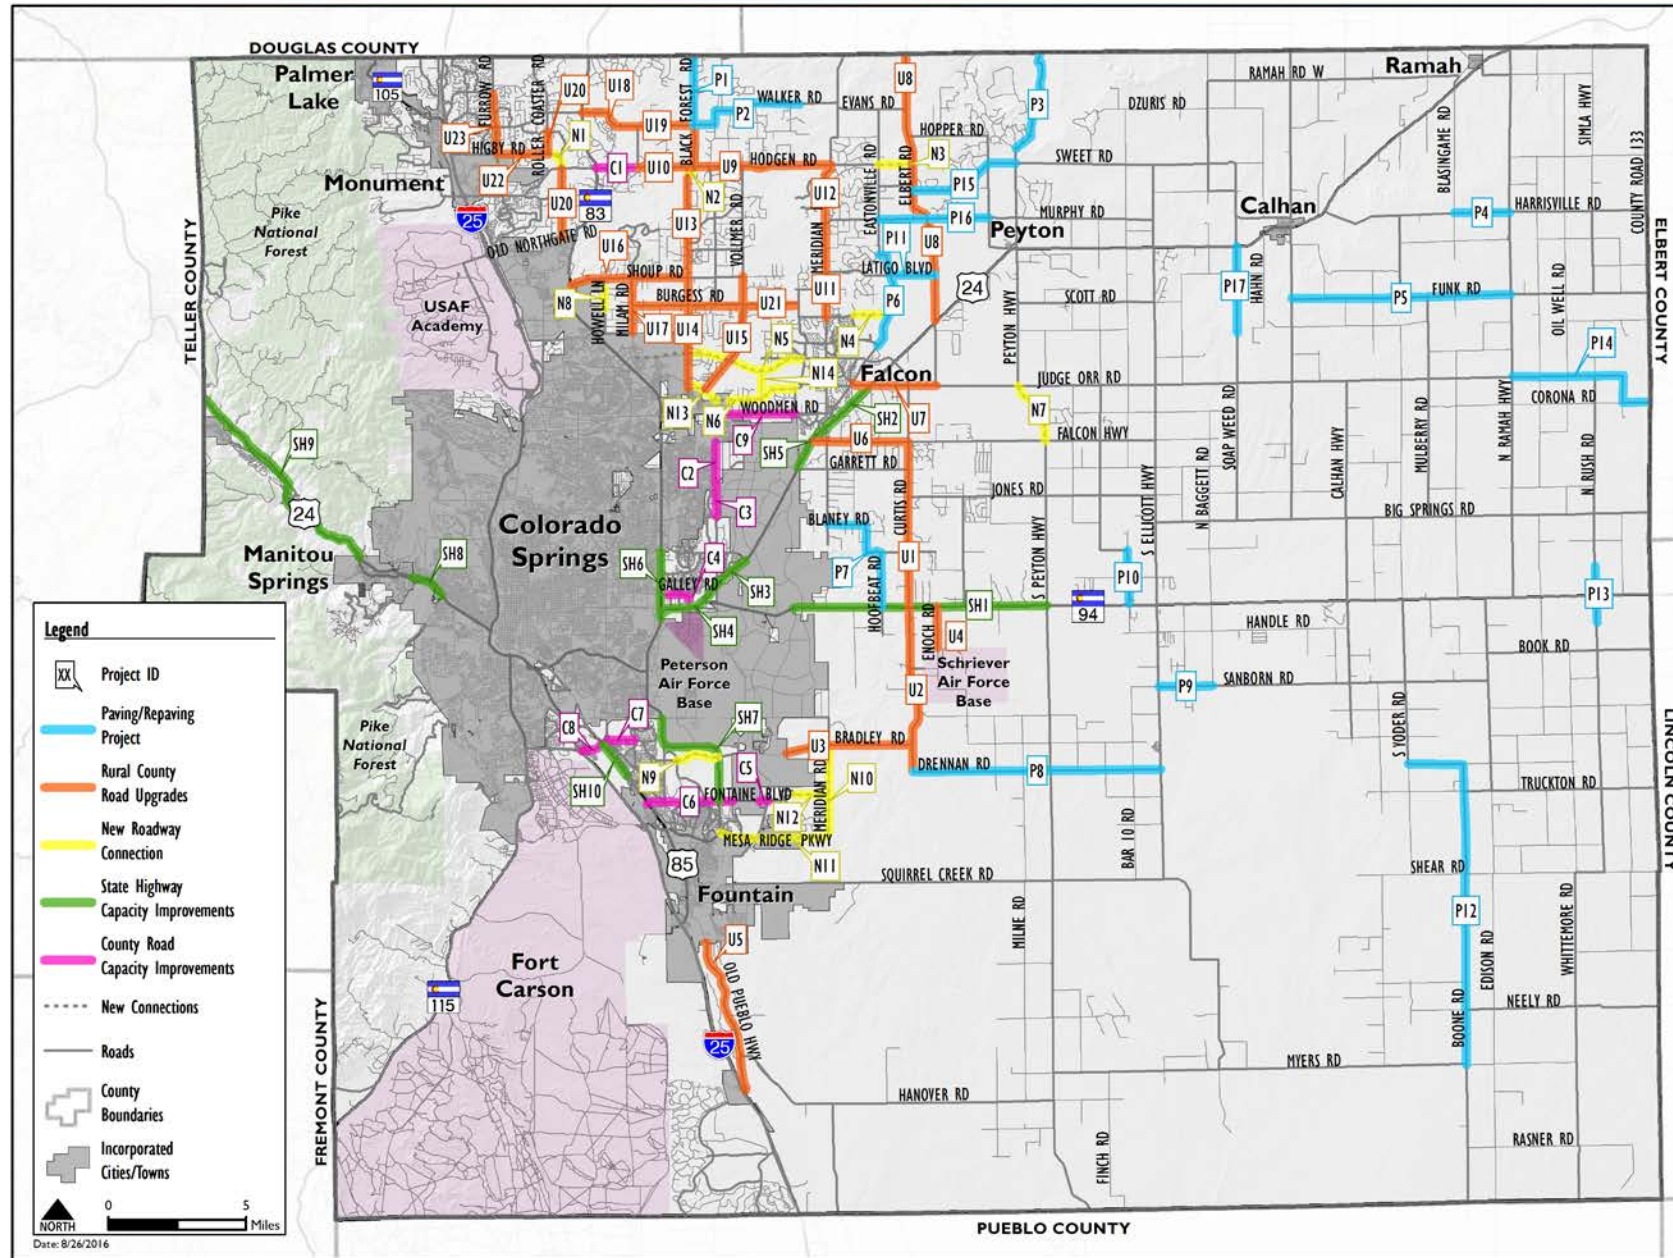 DOUGLAS COUNTY
Palmer
Lake
105
FURROW RD
ROLLER COASTER RD
U20
U18
BLACK FOREST RD
P1
P2
WALKER RD
EVANS RD
U8
P3
DZURIS RD
RAMAH RD W
Ramah
SIMLA HWY
U23
HIGBY RD
U22
N1
U19
C1
U10
U9
HODGEN RD
HOPPER RD
N3
SWEET RD
BLASINGAME RD
COUNTY ROAD 133
Monument
U20
83
N2
U13
VOLLMER RD
U12
MERIDIAN
EASTONVILLE RD
ELBERT RD
P15
P16
MURPHY RD
Peyton
Calhan
P4
HARRISVILLE RD
ELBERT COUNTY
Pike
National
Forest
25
OLD NORTHGATE RD
U16
SHOUP RD
P11
U8
LATIGO BLVD
24
TELLER COUNTY
USAF
Academy
N8
HOWELL LN
MILAM RD
BURGESS RD
U21
U11
P6
PEYTON HWY
SCOTT RD
P17
HAHN RD
P5
FUNK RD
OIL WELL RD
U17
U14
U15
N5
N4
P14
N14
Falcon
JUDGE ORR RD
CORONA RD
N13
N6
WOODMEN RD
SH2
U7
N7
FALCON HWY
SOAP WEED RD
MULBERRY RD
N RAMAH HWY
SH9
C9
SH5
U6
GARRETT RD
C2
CURTIS RD
JONES RD
S ELLICOTT HWY
N BAGGETT RD
CALHAN HWY
N RUSH RD
BIG SPRINGS RD
24
C3
Colorado
Springs
BLANEY RD
Manitou
Springs
SH8
SH6
C4
GALLEY RD
SH3
P7
HOOFBEAT RD
U1
S PEYTON HWY
P10
P13
SH4
SH1
94
ENOCH RD
U4
HANDLE RD
BOOK RD
Peterson
Air Force
Base
Schriever
Air Force
Base
U2
P9
SANBORN RD
LINCOLN COUNTY
Pike
National
Forest
C8
C7
SH7
S YODER RD
U3
BRADLEY RD
N9
C5
DRENNAN RD
P8
SH10
C6
FONTAINE BLVD
N12
MERIDIAN RD
N10
TRUCKTON RD
MESA RIDGE PKWY
N11
BAR 10 RD
85
SQUIRREL CREEK RD
SHEAR RD
Fountain
P12
MILNE RD
EDISON RD
WHITTEMORE RD
U5
Fort
Carson
115
OLD PUEBLO HWY
25
BOONE RD
NEELY RD
MYERS RD
HANOVER RD
FINCH RD
RASNER RD
FREMONT COUNTY
PUEBLO COUNTY
Legend
XX
Project ID
Paving/Repaving
Project
Rural County
Road Upgrades
New Roadway
Connection
State Highway
Capacity Improvements
County Road
Capacity Improvements
New Connections
Roads
County
Boundaries
Incorporated
Cities/Towns
NORTH
0 5
Miles
Date: 8/26/2016